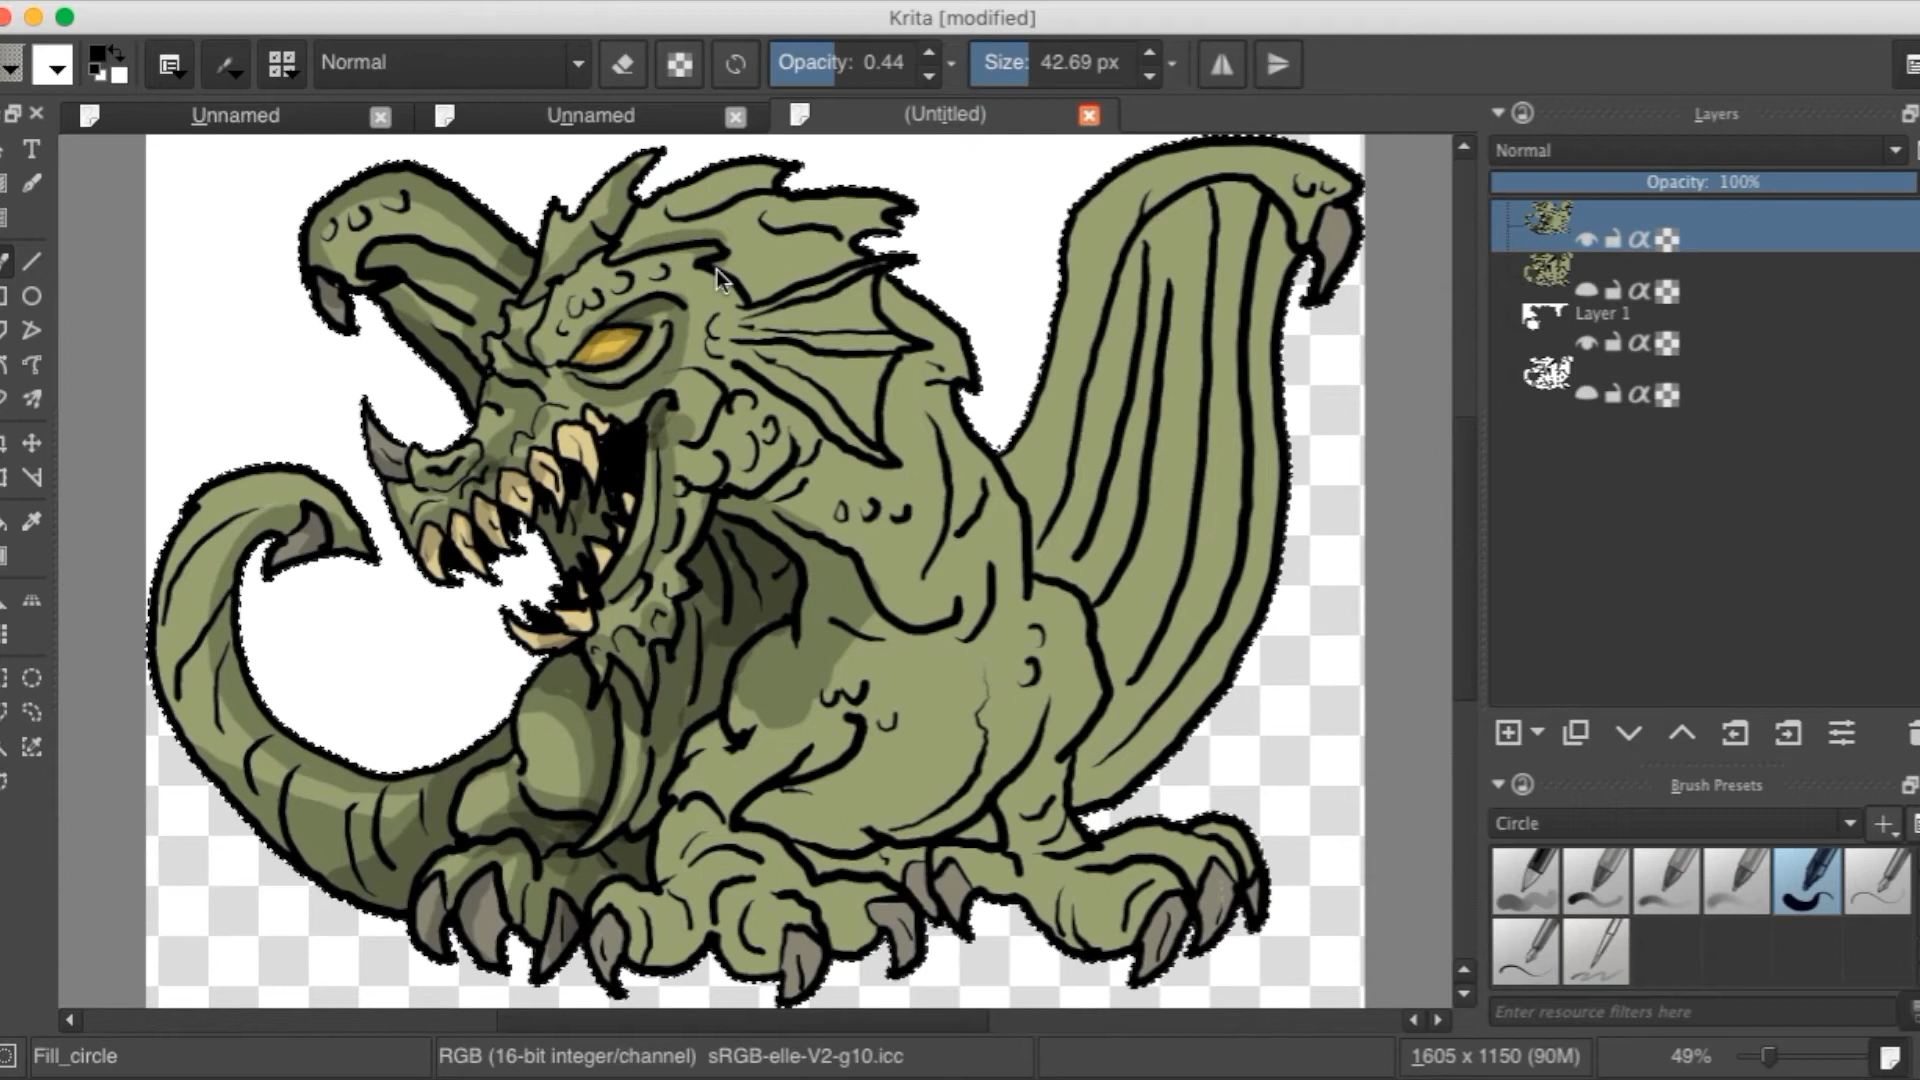 Krita [modified]
Normal
Opacity: 0.44
Size: 42.69 px
Unnamed
Unnamed
(Untitled)
Layers
Normal
Opacity: 100%
Layer 1
Brush Presets
Circle
Enter resource filters here
Fill_circle
RGB (16-bit integer/channel) sRGB-elle-V2-g10.icc
1605 x 1150 (90M)
49%